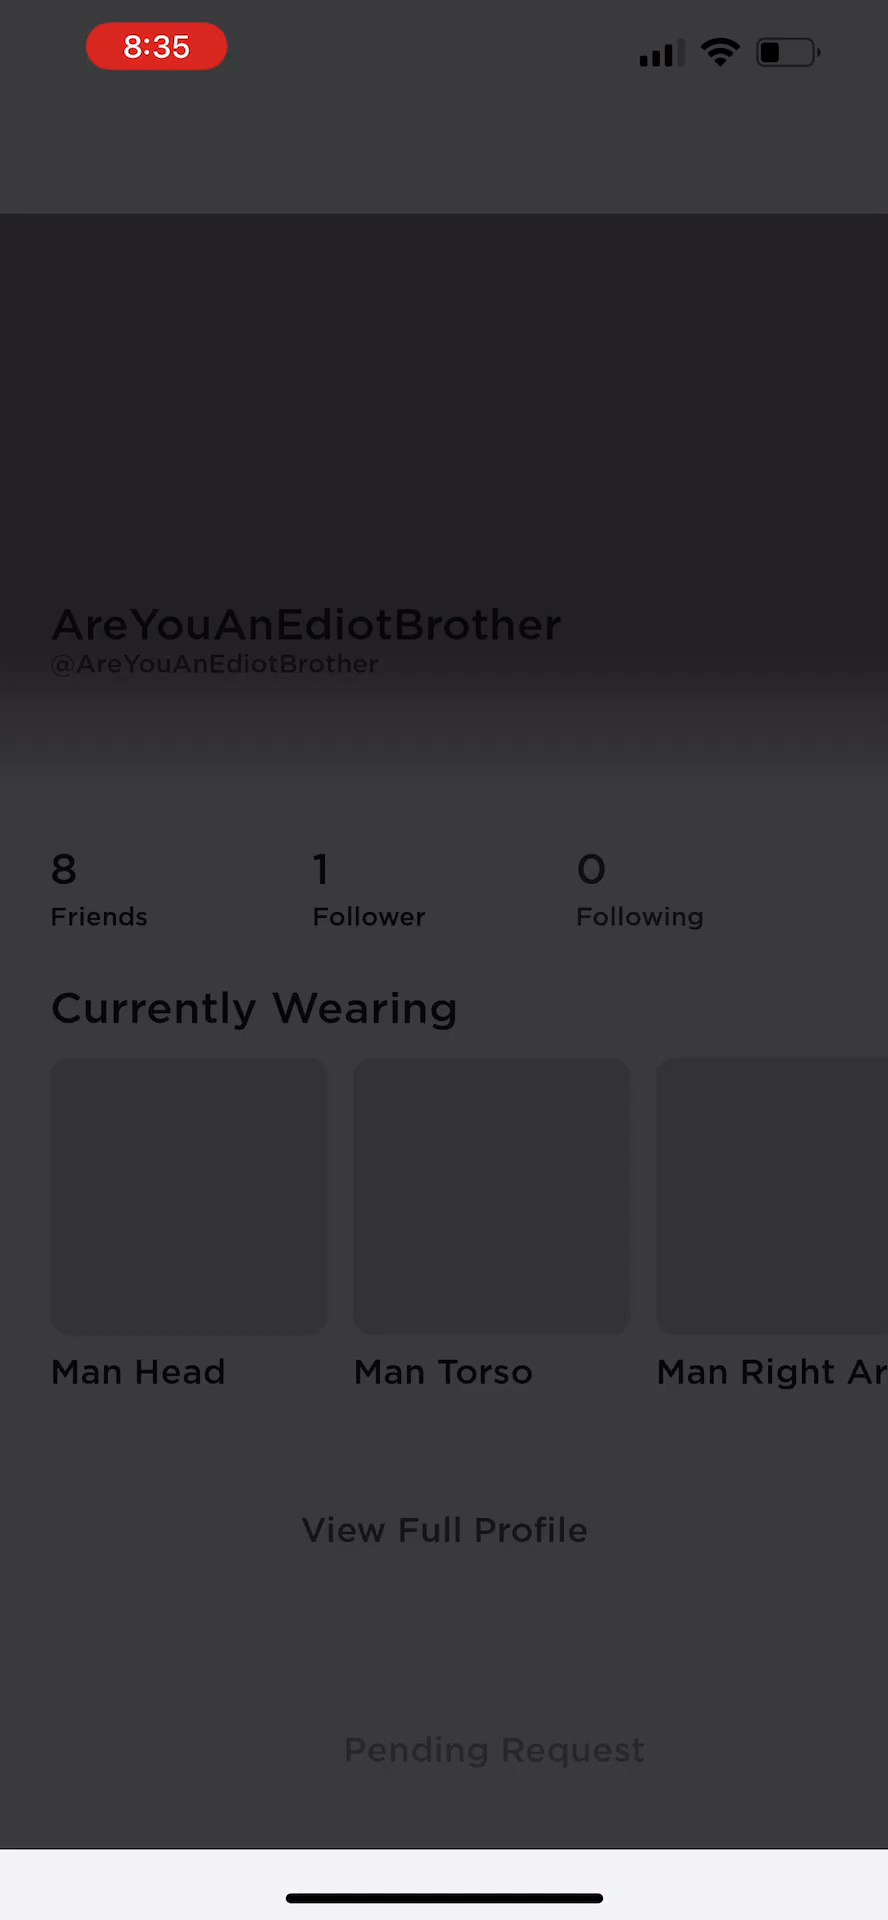 8:35
AreYouAnEdiotBrother
@AreYouAnEdiotBrother
8 1 0
Friends Follower Following
Currently Wearing
Man Head Man Torso Man Right Ar
View Full Profile
Pending Request